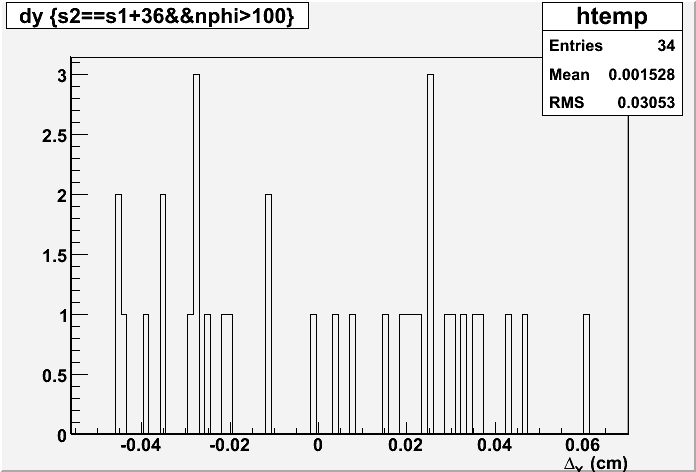 dy {s2==s1+36&&nphi>100}
htemp
Entries 34
Mean 0.001528
RMS 0.03053
3
2.5
2
1.5
1
0.5
0
-0.04 -0.02 0 0.02 0.04 0.06
Δy (cm)